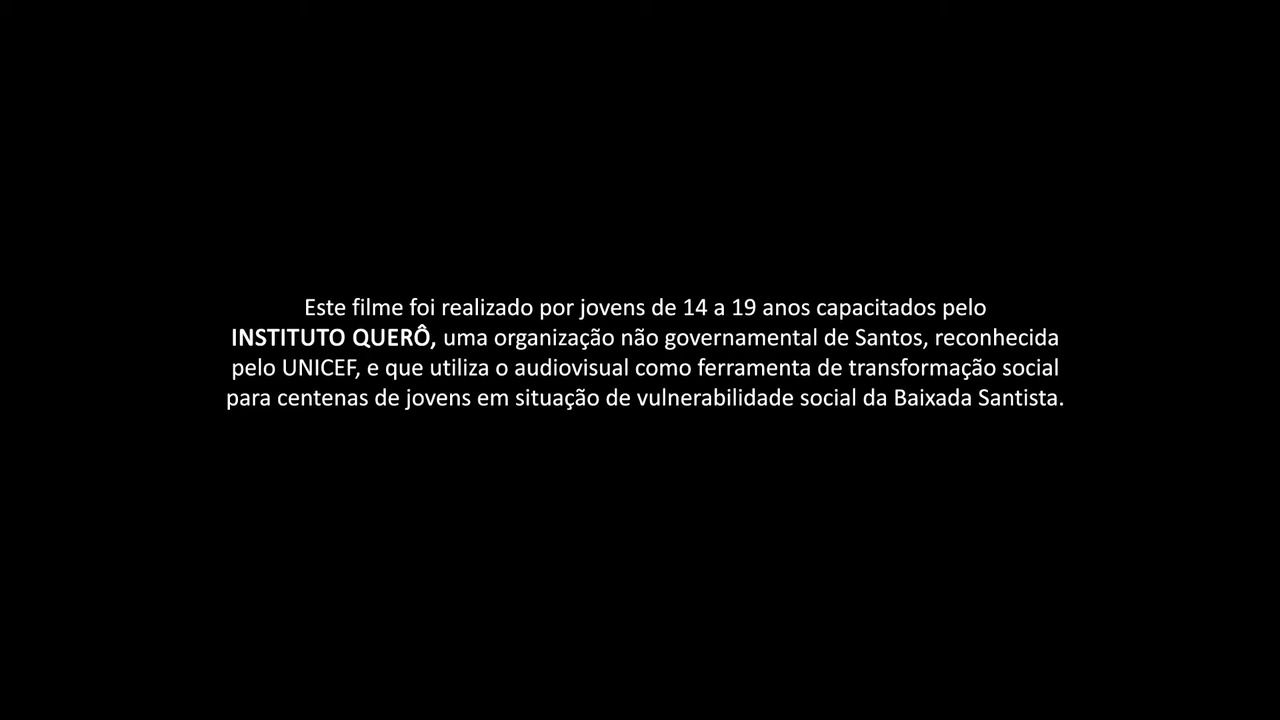 Este filme foi realizado por jovens de 14 a 19 anos capacitados pelo
INSTITUTO QUERÔ, uma organização não governamental de Santos, reconhecida
pelo UNICEF, e que utiliza o audiovisual como ferramenta de transformação social
para centenas de jovens em situação de vulnerabilidade social da Baixada Santista.